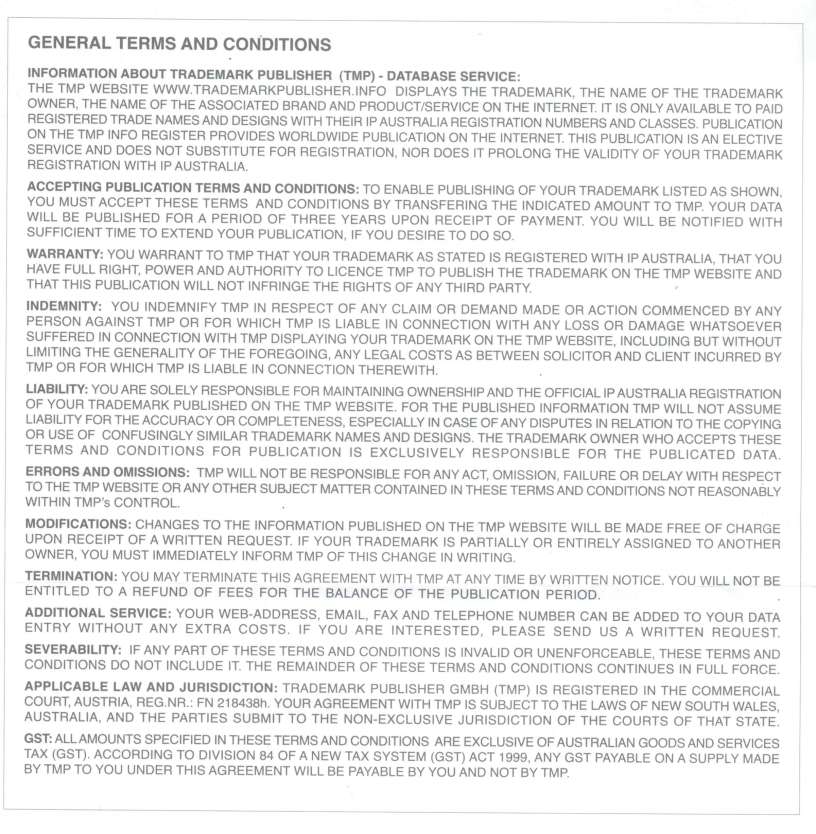 GENERAL TERMS AND CONDITIONS
INFORMATION ABOUT TRADEMARK PUBLISHER (TMP) - DATABASE SERVICE:
THE TMP WEBSITE WWW.TRADEMARKPUBLISHER.INFO DISPLAYS THE TRADEMARK, THE NAME OF THE TRADEMARK
OWNER, THE NAME OF THE ASSOCIATED BRAND AND PRODUCT/SERVICE ON THE INTERNET. IT IS ONLY AVAILABLE TO PAID
REGISTERED TRADE NAMES AND DESIGNS WITH THEIR IP AUSTRALIA REGISTRATION NUMBERS AND CLASSES. PUBLICATION
ON THE TMP INFO REGISTER PROVIDES WORLDWIDE PUBLICATION ON THE INTERNET. THIS PUBLICATION IS AN ELECTIVE
SERVICE AND DOES NOT SUBSTITUTE FOR REGISTRATION, NOR DOES IT PROLONG THE VALIDITY OF YOUR TRADEMARK
REGISTRATION WITH IP AUSTRALIA.
ACCEPTING PUBLICATION TERMS AND CONDITIONS: TO ENABLE PUBLISHING OF YOUR TRADEMARK LISTED AS SHOWN,
YOU MUST ACCEPT THESE TERMS AND CONDITIONS BY TRANSFERING THE INDICATED AMOUNT TO TMP. YOUR DATA
WILL BE PUBLISHED FOR A PERIOD OF THREE YEARS UPON RECEIPT OF PAYMENT. YOU WILL BE NOTIFIED WITH
SUFFICIENT TIME TO EXTEND YOUR PUBLICATION, IF YOU DESIRE TO DO SO.
WARRANTY: YOU WARRANT TO TMP THAT YOUR TRADEMARK AS STATED IS REGISTERED WITH IP AUSTRALIA, THAT YOU
HAVE FULL RIGHT, POWER AND AUTHORITY TO LICENCE TMP TO PUBLISH THE TRADEMARK ON THE TMP WEBSITE AND
THAT THIS PUBLICATION WILL NOT INFRINGE THE RIGHTS OF ANY THIRD PARTY.
INDEMNITY: YOU INDEMNIFY TMP IN RESPECT OF ANY CLAIM OR DEMAND MADE OR ACTION COMMENCED BY ANY
PERSON AGAINST TMP OR FOR WHICH TMP IS LIABLE IN CONNECTION WITH ANY LOSS OR DAMAGE WHATSOEVER
SUFFERED IN CONNECTION WITH TMP DISPLAYING YOUR TRADEMARK ON THE TMP WEBSITE, INCLUDING BUT WITHOUT
LIMITING THE GENERALITY OF THE FOREGOING, ANY LEGAL COSTS AS BETWEEN SOLICITOR AND CLIENT INCURRED BY
TMP OR FOR WHICH TMP IS LIABLE IN CONNECTION THEREWITH.
LIABILITY: YOU ARE SOLELY RESPONSIBLE FOR MAINTAINING OWNERSHIP AND THE OFFICIAL IP AUSTRALIA REGISTRATION
OF YOUR TRADEMARK PUBLISHED ON THE TMP WEBSITE. FOR THE PUBLISHED INFORMATION TMP WILL NOT ASSUME
LIABILITY FOR THE ACCURACY OR COMPLETENESS, ESPECIALLY IN CASE OF ANY DISPUTES IN RELATION TO THE COPYING
OR USE OF CONFUSINGLY SIMILAR TRADEMARK NAMES AND DESIGNS. THE TRADEMARK OWNER WHO ACCEPTS THESE
TERMS AND CONDITIONS FOR PUBLICATION IS EXCLUSIVELY RESPONSIBLE FOR THE PUBLICATED DATA.
ERRORS AND OMISSIONS: TMP WILL NOT BE RESPONSIBLE FOR ANY ACT, OMISSION, FAILURE OR DELAY WITH RESPECT
TO THE TMP WEBSITE OR ANY OTHER SUBJECT MATTER CONTAINED IN THESE TERMS AND CONDITIONS NOT REASONABLY
WITHIN TMP's CONTROL.
MODIFICATIONS: CHANGES TO THE INFORMATION PUBLISHED ON THE TMP WEBSITE WILL BE MADE FREE OF CHARGE
UPON RECEIPT OF A WRITTEN REQUEST. IF YOUR TRADEMARK IS PARTIALLY OR ENTIRELY ASSIGNED TO ANOTHER
OWNER, YOU MUST IMMEDIATELY INFORM TMP OF THIS CHANGE IN WRITING.
TERMINATION: YOU MAY TERMINATE THIS AGREEMENT WITH TMP AT ANY TIME BY WRITTEN NOTICE. YOU WILL NOT BE
ENTITLED TO A REFUND OF FEES FOR THE BALANCE OF THE PUBLICATION PERIOD.
ADDITIONAL SERVICE: YOUR WEB-ADDRESS, EMAIL, FAX AND TELEPHONE NUMBER CAN BE ADDED TO YOUR DATA
ENTRY WITHOUT ANY EXTRA COSTS. IF YOU ARE INTERESTED, PLEASE SEND US A WRITTEN REQUEST.
SEVERABILITY: IF ANY PART OF THESE TERMS AND CONDITIONS IS INVALID OR UNENFORCEABLE, THESE TERMS AND
CONDITIONS DO NOT INCLUDE IT. THE REMAINDER OF THESE TERMS AND CONDITIONS CONTINUES IN FULL FORCE.
APPLICABLE LAW AND JURISDICTION: TRADEMARK PUBLISHER GMBH (TMP) IS REGISTERED IN THE COMMERCIAL
COURT, AUSTRIA, REG.NR.: FN 218438h. YOUR AGREEMENT WITH TMP IS SUBJECT TO THE LAWS OF NEW SOUTH WALES,
AUSTRALIA, AND THE PARTIES SUBMIT TO THE NON-EXCLUSIVE JURISDICTION OF THE COURTS OF THAT STATE.
GST: ALL AMOUNTS SPECIFIED IN THESE TERMS AND CONDITIONS ARE EXCLUSIVE OF AUSTRALIAN GOODS AND SERVICES
TAX (GST). ACCORDING TO DIVISION 84 OF A NEW TAX SYSTEM (GST) ACT 1999, ANY GST PAYABLE ON A SUPPLY MADE
BY TMP TO YOU UNDER THIS AGREEMENT WILL BE PAYABLE BY YOU AND NOT BY TMP.